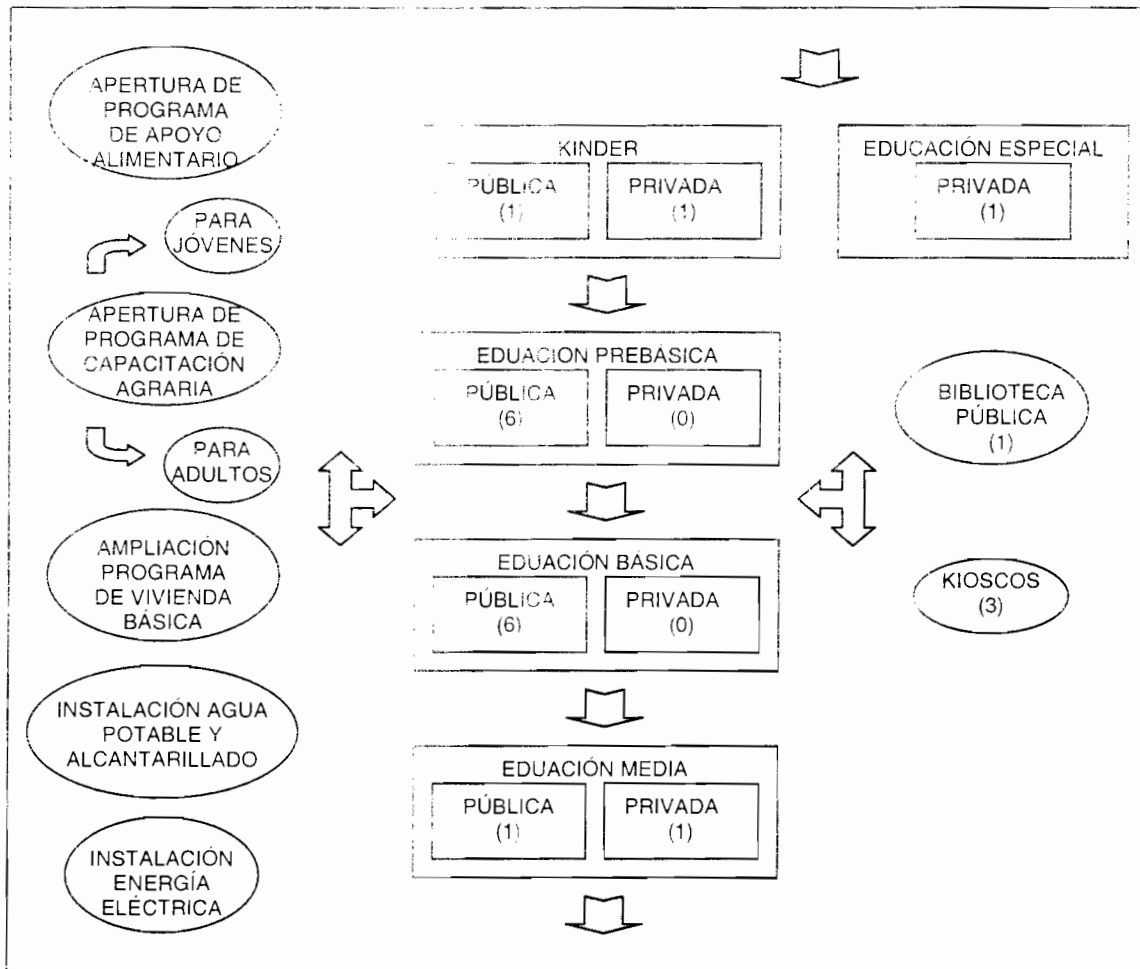 APERTURA DE
PROGRAMA
DE APOYO
ALIMENTARIO
PARA
JÓVENES
APERTURA DE
PROGRAMA DE
CAPACITACIÓN
AGRARIA
PARA
ADULTOS
AMPLIACIÓN
PROGRAMA
DE VIVIENDA
BÁSICA
INSTALACIÓN AGUA
POTABLE Y
ALCANTARILLADO
INSTALACIÓN
ENERGÍA
ELÉCTRICA
KINDER
PÚBLICA
(1)
PRIVADA
(1)
EDUCACIÓN ESPECIAL
PRIVADA
(1)
EDUACION PREBÁSICA
PÚBLICA
(6)
PRIVADA
(0)
EDUACIÓN BÁSICA
PÚBLICA
(6)
PRIVADA
(0)
EDUACIÓN MEDIA
PÚBLICA
(1)
PRIVADA
(1)
BIBLIOTECA
PÚBLICA
(1)
KIOSCOS
(3)